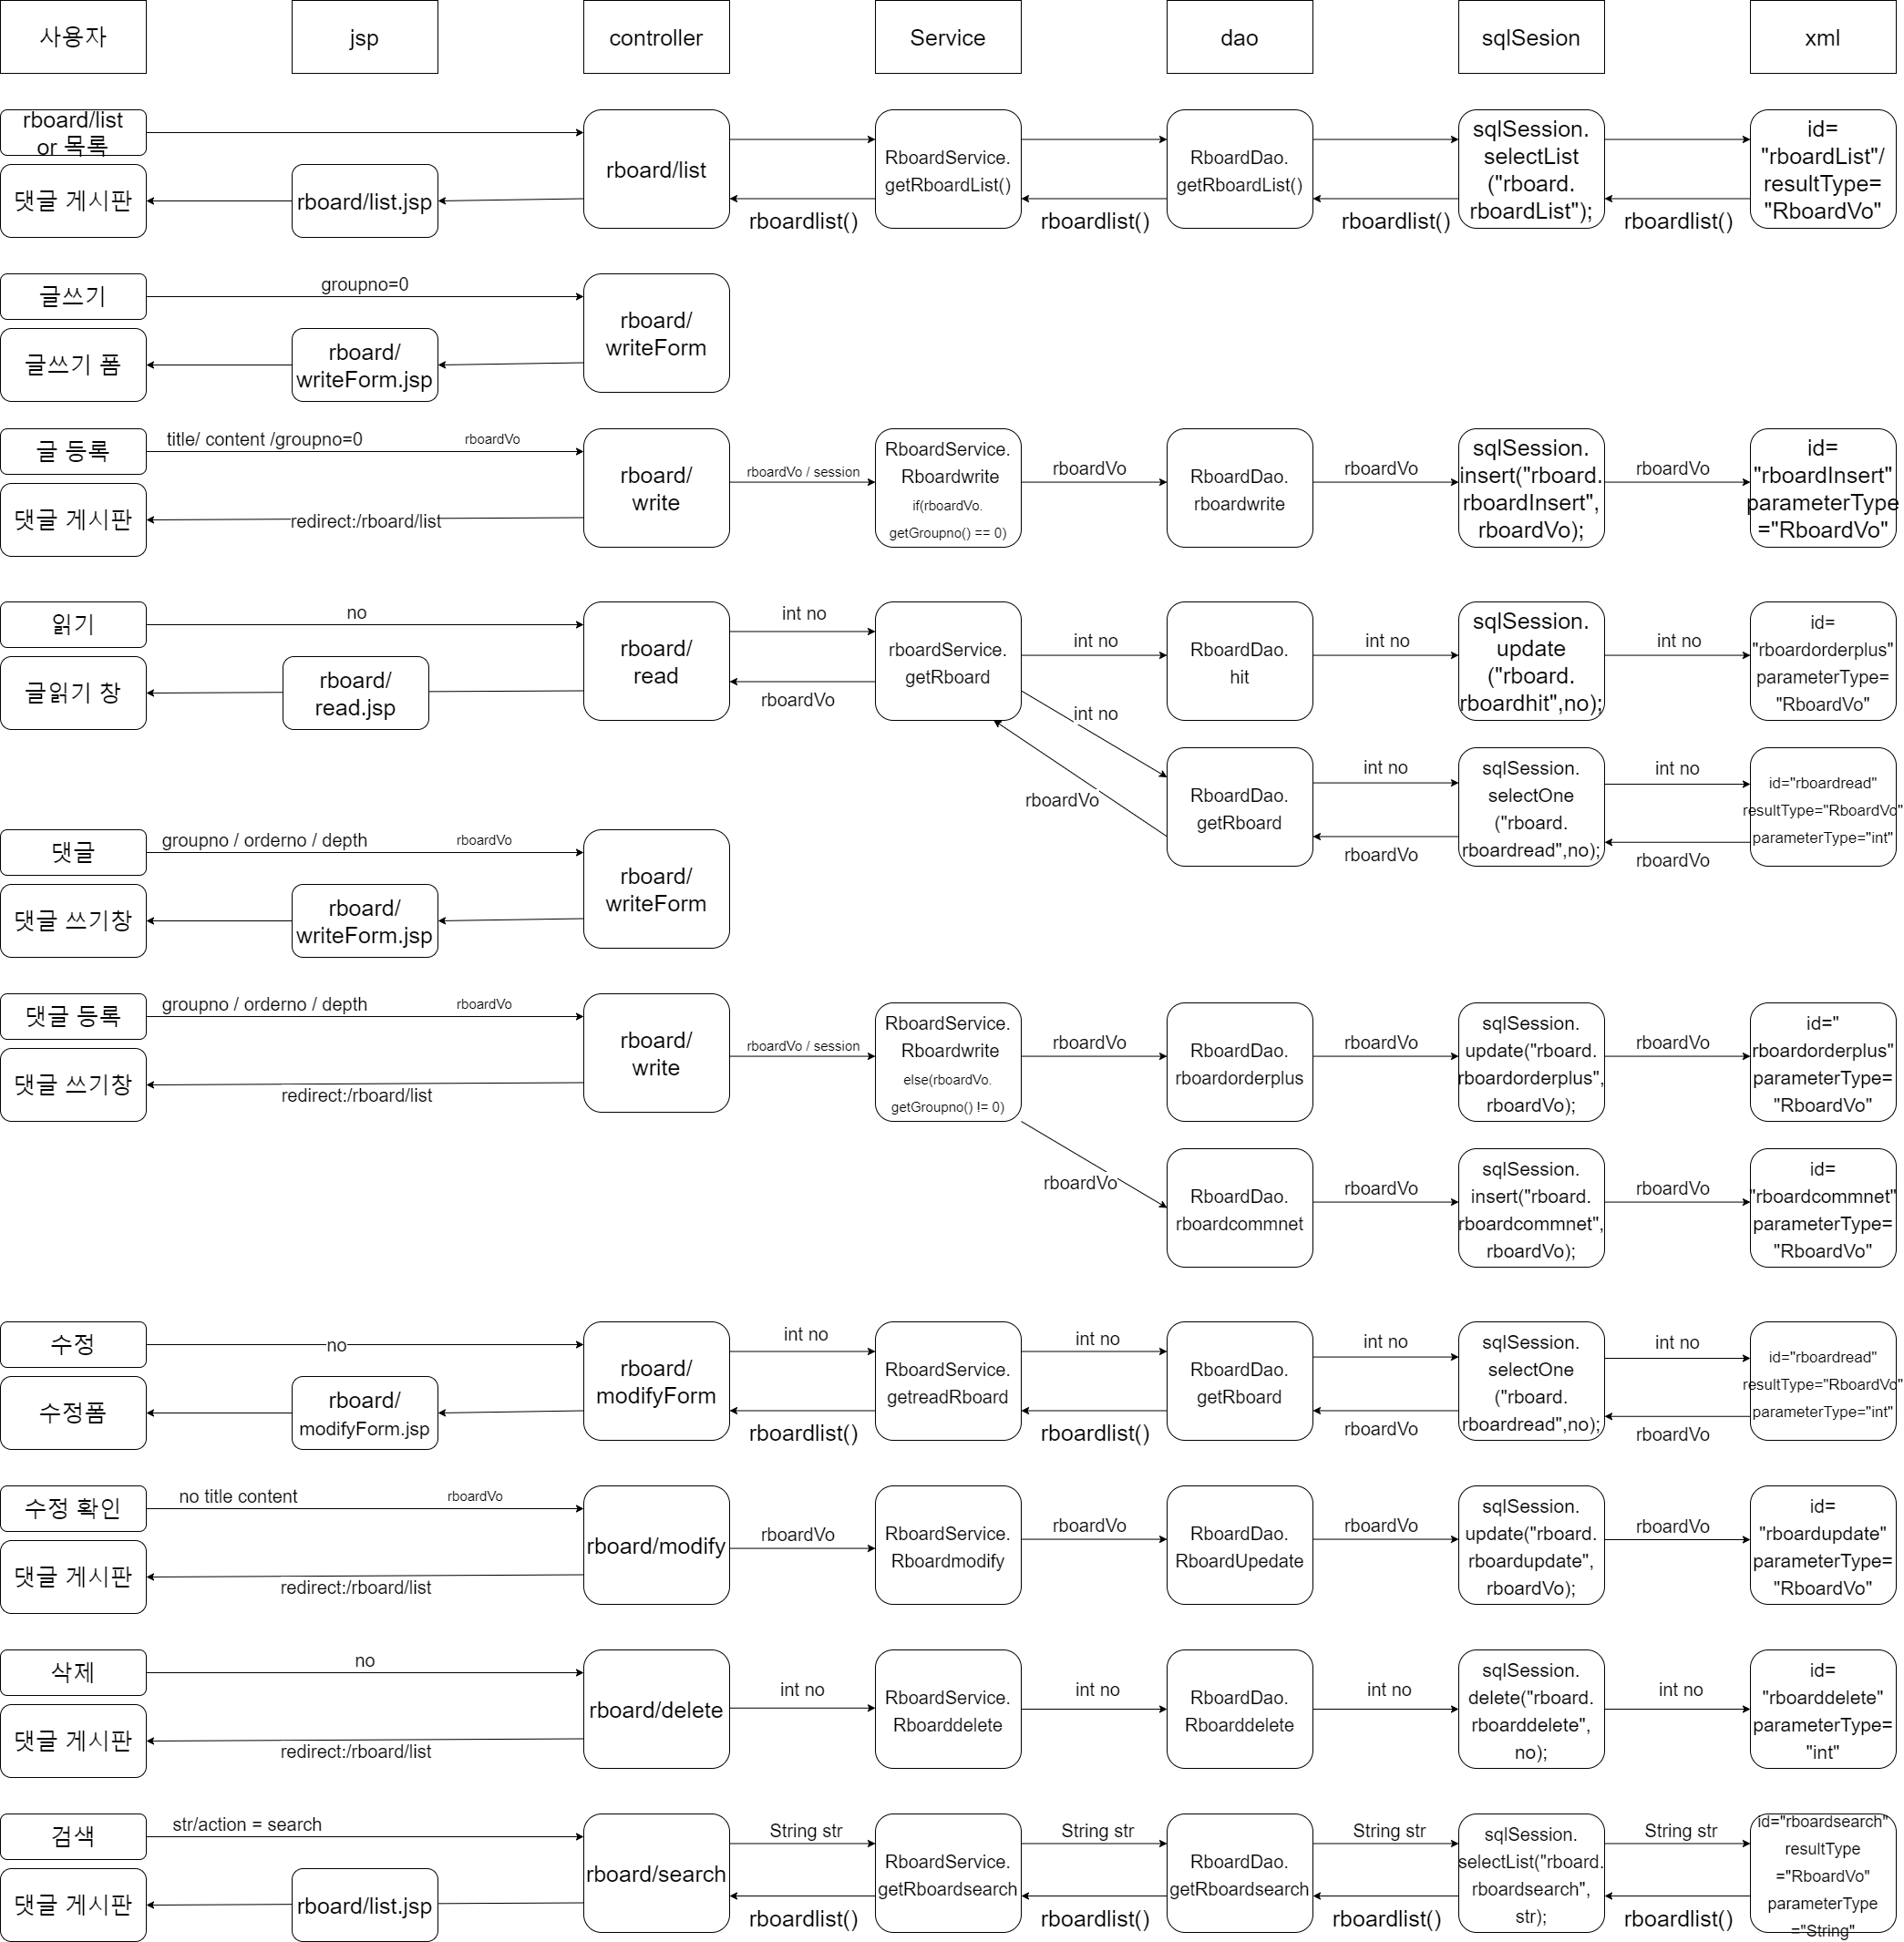 사용자
jsp
controller
Service
dao
sqlSesion
xml
rboard/list
or 목록
댓글 게시판
rboard/list.jsp
rboard/list
RboardService.
getRboardList()
RboardDao.
getRboardList()
sqlSession.
selectList
("rboard.
rboardList");
id=
"rboardList"/
resultType=
"RboardVo"
rboardlist()
rboardlist()
rboardlist()
rboardlist()
글쓰기
groupno=0
글쓰기 폼
rboard/
writeForm.jsp
rboard/
writeForm
글 등록
title/ content /groupno=0
rboardVo
댓글 게시판
redirect:/rboard/list
rboard/
write
rboardVo / session
RboardService.
Rboardwrite
if(rboardVo.
getGroupno() == 0)
rboardVo
RboardDao.
rboardwrite
rboardVo
sqlSession.
insert("rboard.
rboardInsert",
rboardVo);
rboardVo
id=
"rboardInsert"
parameterType
="RboardVo"
읽기
no
글읽기 창
rboard/
read.jsp
rboard/
read
int no
rboardVo
rboardService.
getRboard
int no
RboardDao.
hit
int no
sqlSession.
update
("rboard.
rboardhit",no);
int no
id=
"rboardorderplus"
parameterType=
"RboardVo"
int no
rboardVo
RboardDao.
getRboard
int no
rboardVo
sqlSession.
selectOne
("rboard.
rboardread",no);
int no
rboardVo
id="rboardread"
resultType="RboardVo"
parameterType="int"
댓글
groupno / orderno / depth
rboardVo
댓글 쓰기창
rboard/
writeForm.jsp
rboard/
writeForm
댓글 등록
groupno / orderno / depth
rboardVo
댓글 쓰기창
redirect:/rboard/list
rboard/
write
rboardVo / session
RboardService.
Rboardwrite
else(rboardVo.
getGroupno() != 0)
rboardVo
RboardDao.
rboardorderplus
rboardVo
sqlSession.
update("rboard.
rboardorderplus",
rboardVo);
rboardVo
id="
rboardorderplus"
parameterType=
"RboardVo"
rboardVo
RboardDao.
rboardcommnet
rboardVo
sqlSession.
insert("rboard.
rboardcommnet",
rboardVo);
rboardVo
id=
"rboardcommnet"
parameterType=
"RboardVo"
수정
no
수정폼
rboard/
modifyForm.jsp
rboard/
modifyForm
int no
rboardlist()
RboardService.
getreadRboard
int no
rboardlist()
RboardDao.
getRboard
int no
rboardVo
sqlSession.
selectOne
("rboard.
rboardread",no);
int no
rboardVo
id="rboardread"
resultType="RboardVo"
parameterType="int"
수정 확인
no title content
rboardVo
댓글 게시판
redirect:/rboard/list
rboard/modify
rboardVo
RboardService.
Rboardmodify
rboardVo
RboardDao.
RboardUpedate
rboardVo
sqlSession.
update("rboard.
rboardupdate",
rboardVo);
rboardVo
id=
"rboardupdate"
parameterType=
"RboardVo"
삭제
no
댓글 게시판
redirect:/rboard/list
rboard/delete
int no
RboardService.
Rboarddelete
int no
RboardDao.
Rboarddelete
int no
sqlSession.
delete("rboard.
rboarddelete",
no);
int no
id=
"rboarddelete"
parameterType=
"int"
검색
str/action = search
댓글 게시판
rboard/list.jsp
rboard/search
String str
rboardlist()
RboardService.
getRboardsearch
String str
rboardlist()
RboardDao.
getRboardsearch
String str
rboardlist()
sqlSession.
selectList("rboard.
rboardsearch",
str);
String str
rboardlist()
id="rboardsearch"
resultType
="RboardVo"
parameterType
="String"